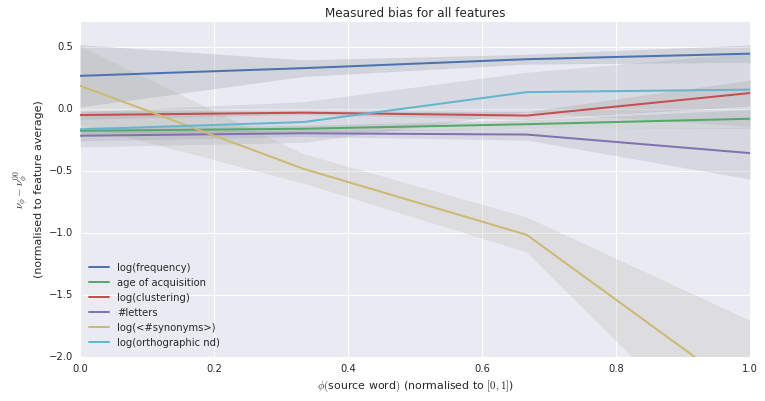 Measured bias for all features
0.5
0.0
−0.5
−1.0
−1.5
−2.0
ν_ϕ − ν_ϕ^00
(normalised to feature average)
log(frequency)
age of acquisition
log(clustering)
#letters
log(<#synonyms>)
log(orthographic nd)
0.0 0.2 0.4 0.6 0.8 1.0
ϕ(source word) (normalised to [0, 1])